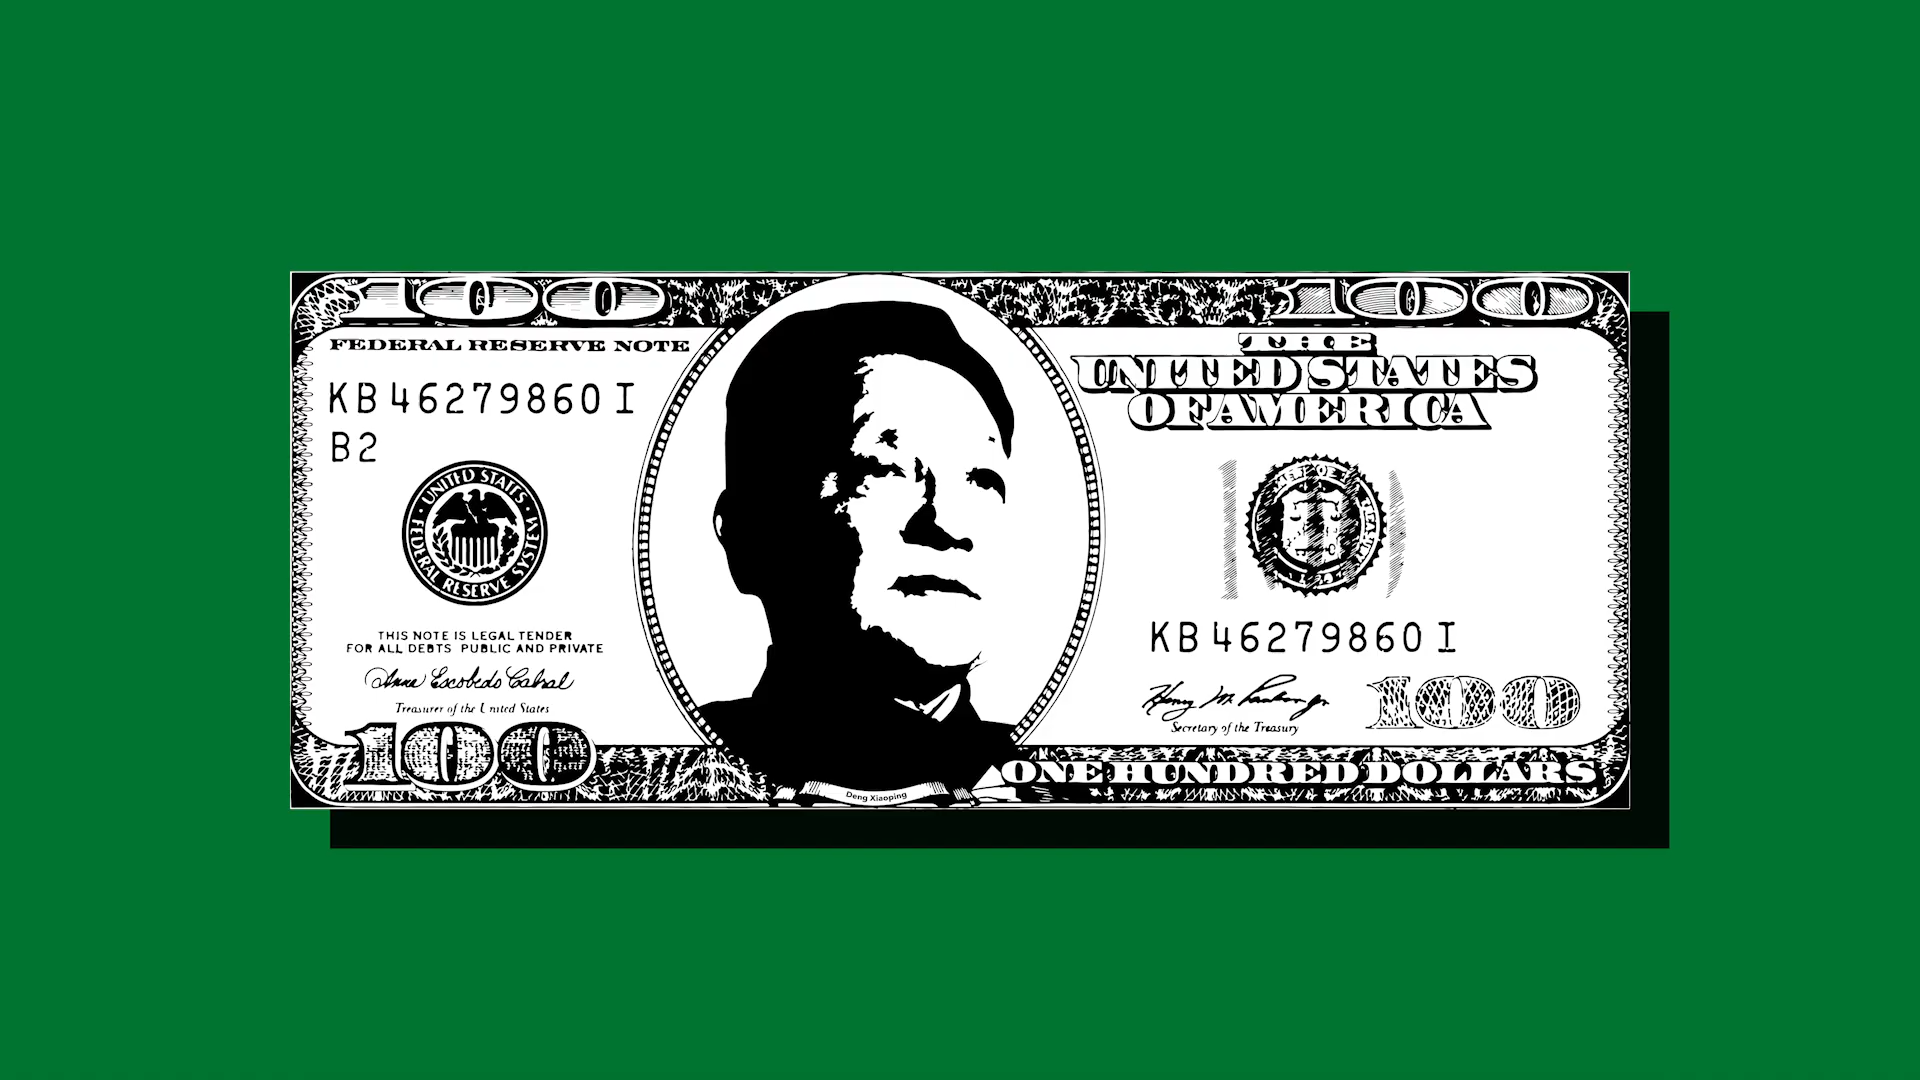 100
100
FEDERAL RESERVE NOTE
KB 46279860 I
B2
UNITED STATES
FEDERAL RESERVE SYSTEM
THIS NOTE IS LEGAL TENDER
FOR ALL DEBTS PUBLIC AND PRIVATE
Anna Escobedo Cabral
Treasurer of the United States
100
Deng Xiaoping
THE
UNITED STATES
OF AMERICA
KB 46279860 I
Secretary of the Treasury
100
ONE HUNDRED DOLLARS